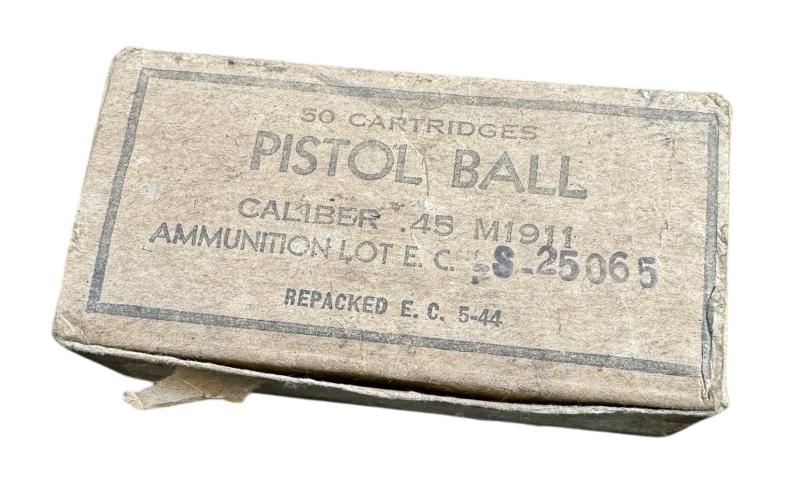 50 CARTRIDGES
PISTOL BALL
CALIBER .45 M1911
AMMUNITION LOT E. C. S-25065
REPACKED E. C. 5-44